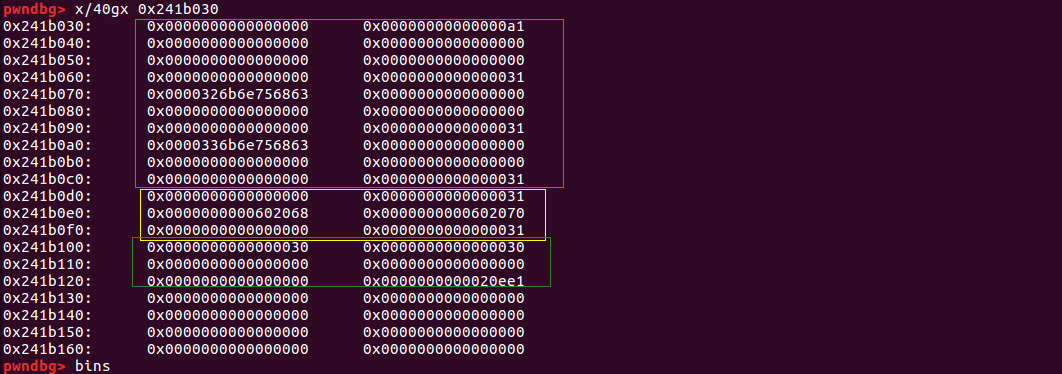 pwndbg> x/40gx 0x241b030
0x241b030: 0x0000000000000000 0x00000000000000a1
0x241b040: 0x0000000000000000 0x0000000000000000
0x241b050: 0x0000000000000000 0x0000000000000000
0x241b060: 0x0000000000000000 0x0000000000000031
0x241b070: 0x0000326b6e756863 0x0000000000000000
0x241b080: 0x0000000000000000 0x0000000000000000
0x241b090: 0x0000000000000000 0x0000000000000031
0x241b0a0: 0x0000336b6e756863 0x0000000000000000
0x241b0b0: 0x0000000000000000 0x0000000000000000
0x241b0c0: 0x0000000000000000 0x0000000000000031
0x241b0d0: 0x0000000000000000 0x0000000000000031
0x241b0e0: 0x0000000000602068 0x0000000000602070
0x241b0f0: 0x0000000000000000 0x0000000000000031
0x241b100: 0x0000000000000030 0x0000000000000030
0x241b110: 0x0000000000000000 0x0000000000000000
0x241b120: 0x0000000000000000 0x0000000000020ee1
0x241b130: 0x0000000000000000 0x0000000000000000
0x241b140: 0x0000000000000000 0x0000000000000000
0x241b150: 0x0000000000000000 0x0000000000000000
0x241b160: 0x0000000000000000 0x0000000000000000
pwndbg> bins